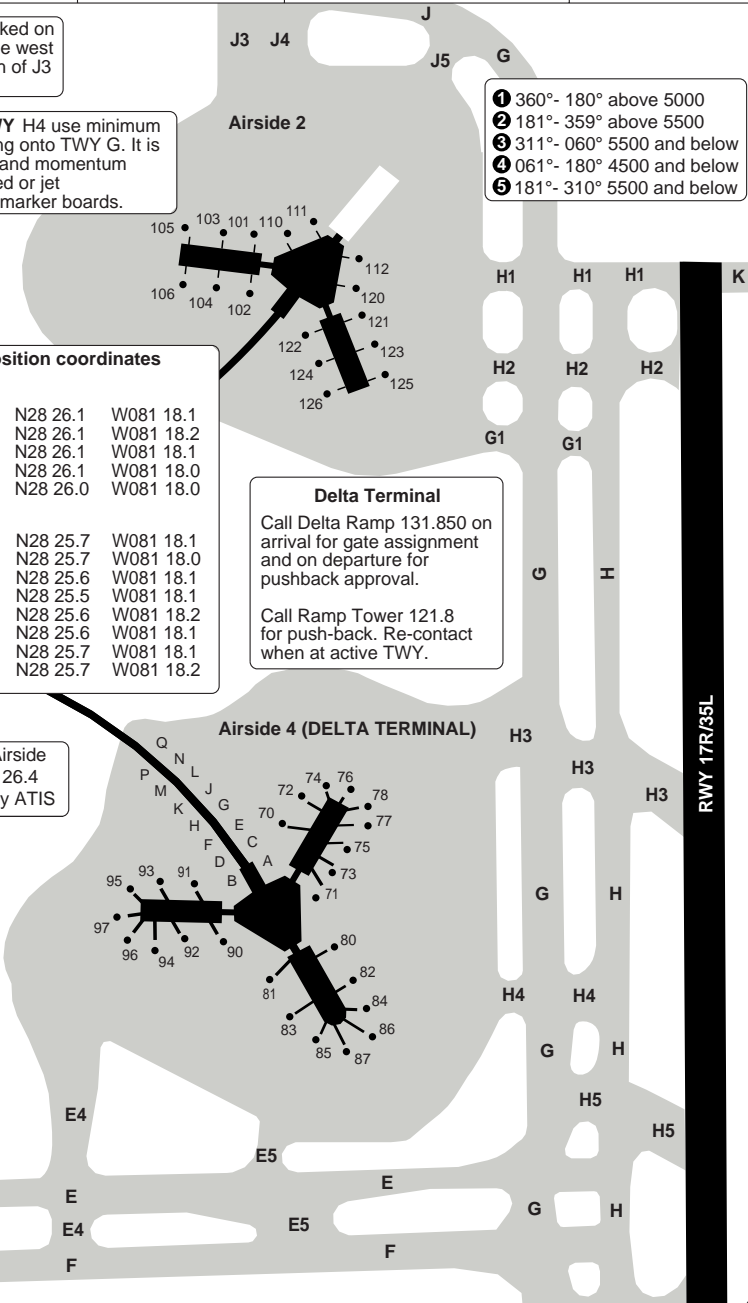 J
J3 J4
J5
G
ked on
e west
n of J3
Airside 2
❶ 360°- 180° above 5000
❷ 181°- 359° above 5500
❸ 311°- 060° 5500 and below
❹ 061°- 180° 4500 and below
❺ 181°- 310° 5500 and below
H4 use minimum
ng onto TWY G. It is
and momentum
ed or jet
marker boards.
105
103
101
110
111
112
120
121
123
125
106
104
102
122
124
126
H1
H1
H1
K
H2
H2
H2
G1
G1
sition coordinates
N28 26.1 W081 18.1
N28 26.1 W081 18.2
N28 26.1 W081 18.1
N28 26.1 W081 18.0
N28 26.0 W081 18.0
N28 25.7 W081 18.1
N28 25.7 W081 18.0
N28 25.6 W081 18.1
N28 25.5 W081 18.1
N28 25.6 W081 18.2
N28 25.6 W081 18.1
N28 25.7 W081 18.1
N28 25.7 W081 18.2
Delta Terminal
Call Delta Ramp 131.850 on
arrival for gate assignment
and on departure for
pushback approval.
Call Ramp Tower 121.8
for push-back. Re-contact
when at active TWY.
G
H
RWY 17R/35L
Airside 4 (DELTA TERMINAL)
H3
H3
H3
irside
26.4
y ATIS
Q
N
L
J
G
E
C
A
P
M
K
H
F
D
B
74
76
72
78
70
77
75
73
71
95
93
91
97
96
94
92
90
80
82
84
86
81
83
85
87
G
H
H4
H4
G
H
H5
H5
E4
E5
E
E
E4
E5
G
H
F
F